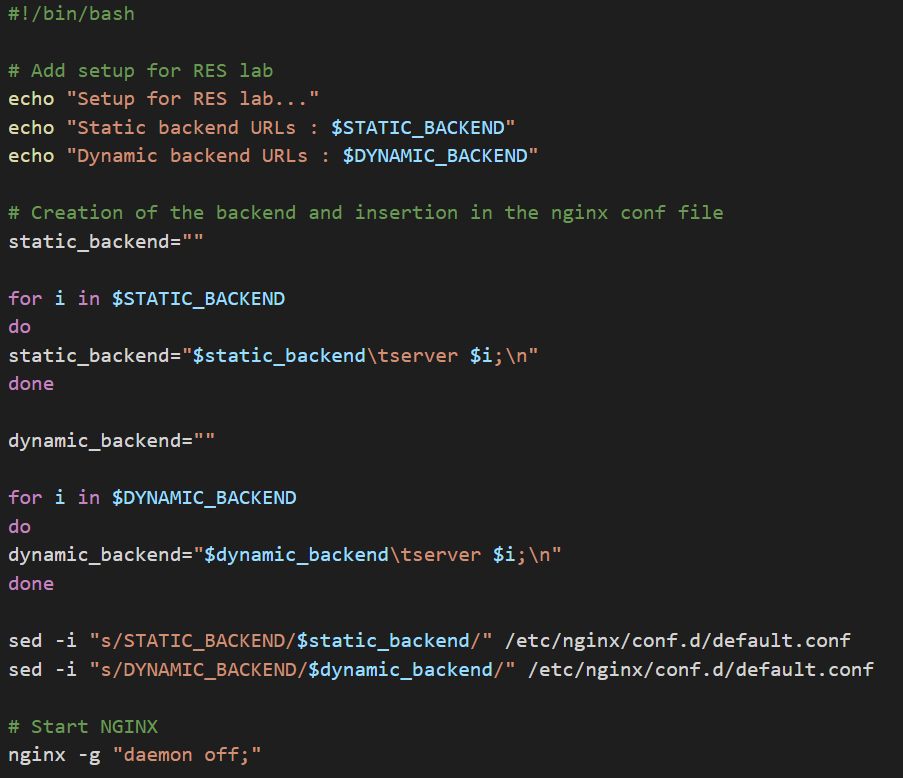 #!/bin/bash
# Add setup for RES lab
echo "Setup for RES lab..."
echo "Static backend URLs : $STATIC_BACKEND"
echo "Dynamic backend URLs : $DYNAMIC_BACKEND"
# Creation of the backend and insertion in the nginx conf file
static_backend=""
for i in $STATIC_BACKEND
do
static_backend="$static_backend\tserver $i;\n"
done
dynamic_backend=""
for i in $DYNAMIC_BACKEND
do
dynamic_backend="$dynamic_backend\tserver $i;\n"
done
sed -i "s/STATIC_BACKEND/$static_backend/" /etc/nginx/conf.d/default.conf
sed -i "s/DYNAMIC_BACKEND/$dynamic_backend/" /etc/nginx/conf.d/default.conf
# Start NGINX
nginx -g "daemon off;"